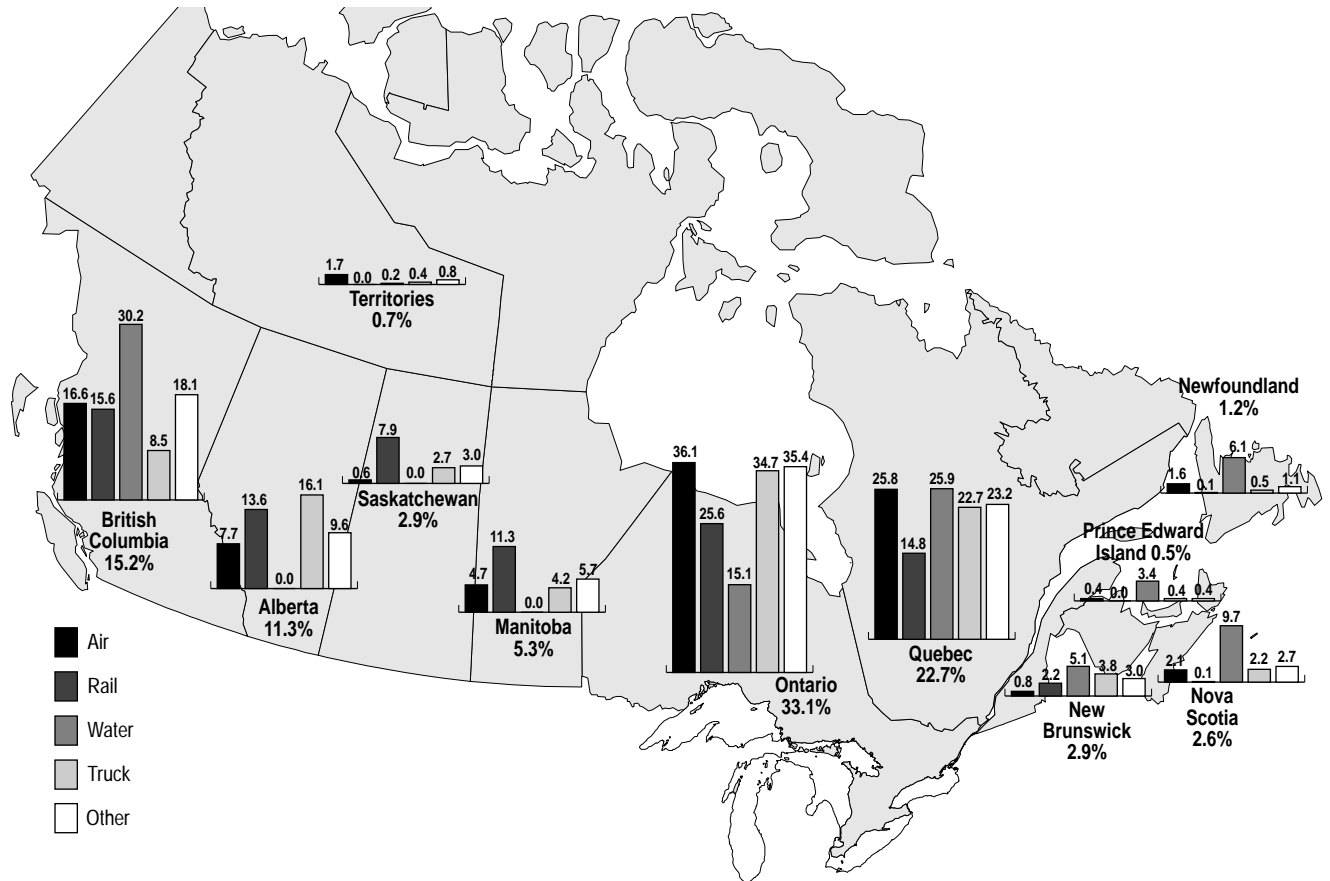 1.7 0.0 0.2 0.4 0.8
Territories
0.7%
16.6 15.6 30.2 8.5 18.1
British
Columbia
15.2%
7.7 13.6 0.0 16.1 9.6
Alberta
11.3%
0.6 7.9 0.0 2.7 3.0
Saskatchewan
2.9%
4.7 11.3 0.0 4.2 5.7
Manitoba
5.3%
36.1 25.6 15.1 34.7 35.4
Ontario
33.1%
25.8 14.8 25.9 22.7 23.2
Quebec
22.7%
Newfoundland
1.2%
1.6 0.1 6.1 0.5 1.1
Prince Edward
Island 0.5%
0.4 0.0 3.4 0.4 0.4
0.8 2.2 5.1 3.8 3.0
New
Brunswick
2.9%
2.1 0.1 9.7 2.2 2.7
Nova
Scotia
2.6%
Air
Rail
Water
Truck
Other